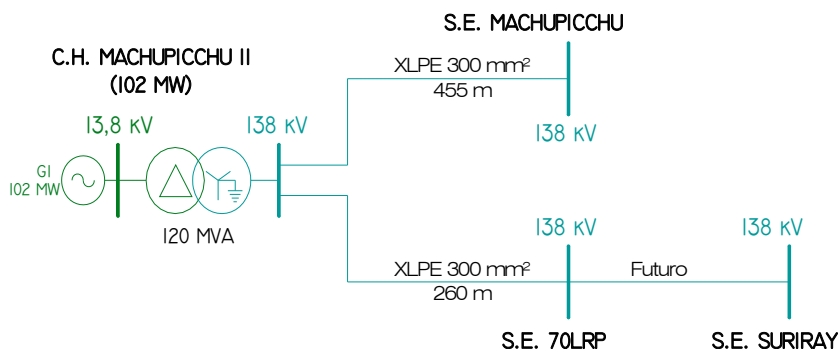 S.E. MACHUPICCHU
C.H. MACHUPICCHU II
(102 MW)
XLPE 300 mm²
455 m
13,8 kV
138 kV
138 kV
G1
102 MW
120 MVA
138 kV
138 kV
XLPE 300 mm²
260 m
Futuro
S.E. 70LRP
S.E. SURIRAY